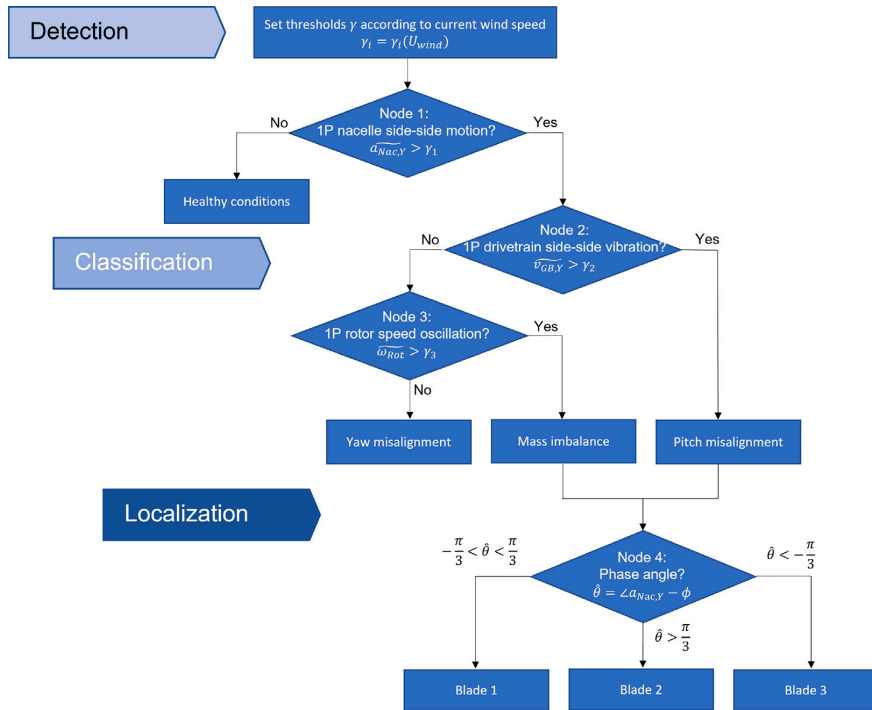 Detection
Set thresholds γ according to current wind speed
γᵢ = γᵢ(U_wind)
Node 1:
1P nacelle side-side motion?
ã_Nac,Y > γ₁
No
Yes
Healthy conditions
Classification
Node 2:
1P drivetrain side-side vibration?
ṽ_GB,Y > γ₂
No
Yes
Node 3:
1P rotor speed oscillation?
ω̃_Rot > γ₃
Yes
No
Yaw misalignment
Mass imbalance
Pitch misalignment
Localization
−π/3 < θ̂ < π/3
Node 4:
Phase angle?
θ̂ = ∠a_Nac,Y − ϕ
θ̂ < −π/3
θ̂ > π/3
Blade 1
Blade 2
Blade 3